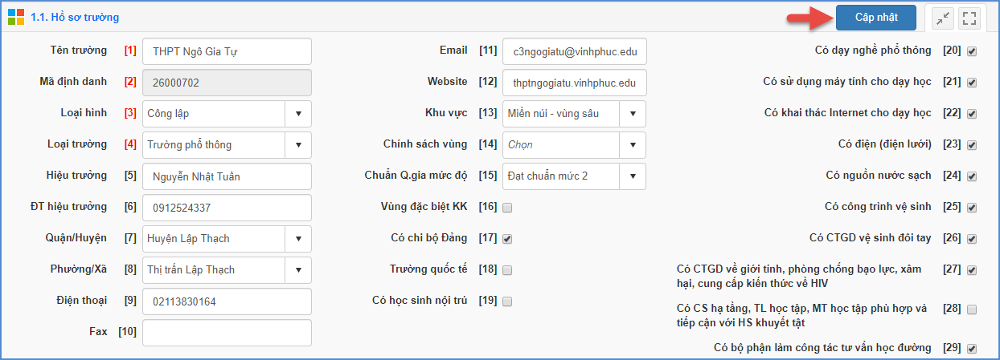 1.1. Hồ sơ trường
Cập nhật
Tên trường [1] THPT Ngô Gia Tự
Mã định danh [2] 26000702
Loại hình [3] Công lập
Loại trường [4] Trường phổ thông
Hiệu trưởng [5] Nguyễn Nhật Tuân
ĐT hiệu trưởng [6] 0912524337
Quận/Huyện [7] Huyện Lập Thạch
Phường/Xã [8] Thị trấn Lập Thạch
Điện thoại [9] 02113830164
Fax [10]
Email [11] c3ngogiatu@vinhphuc.edu
Website [12] thptngogiatu.vinhphuc.edu
Khu vực [13] Miền núi - vùng sâu
Chính sách vùng [14] Chọn
Chuẩn Q.gia mức độ [15] Đạt chuẩn mức 2
Vùng đặc biệt KK [16]
Có chi bộ Đảng [17]
Trường quốc tế [18]
Có học sinh nội trú [19]
Có dạy nghề phổ thông [20]
Có sử dụng máy tính cho dạy học [21]
Có khai thác Internet cho dạy học [22]
Có điện (điện lưới) [23]
Có nguồn nước sạch [24]
Có công trình vệ sinh [25]
Có CTGD vệ sinh đôi tay [26]
Có CTGD về giới tính, phòng chống bạo lực, xâm [27]
hại, cung cấp kiến thức về HIV
Có CS hạ tầng, TL học tập, MT học tập phù hợp và [28]
tiếp cận với HS khuyết tật
Có bộ phận làm công tác tư vấn học đường [29]